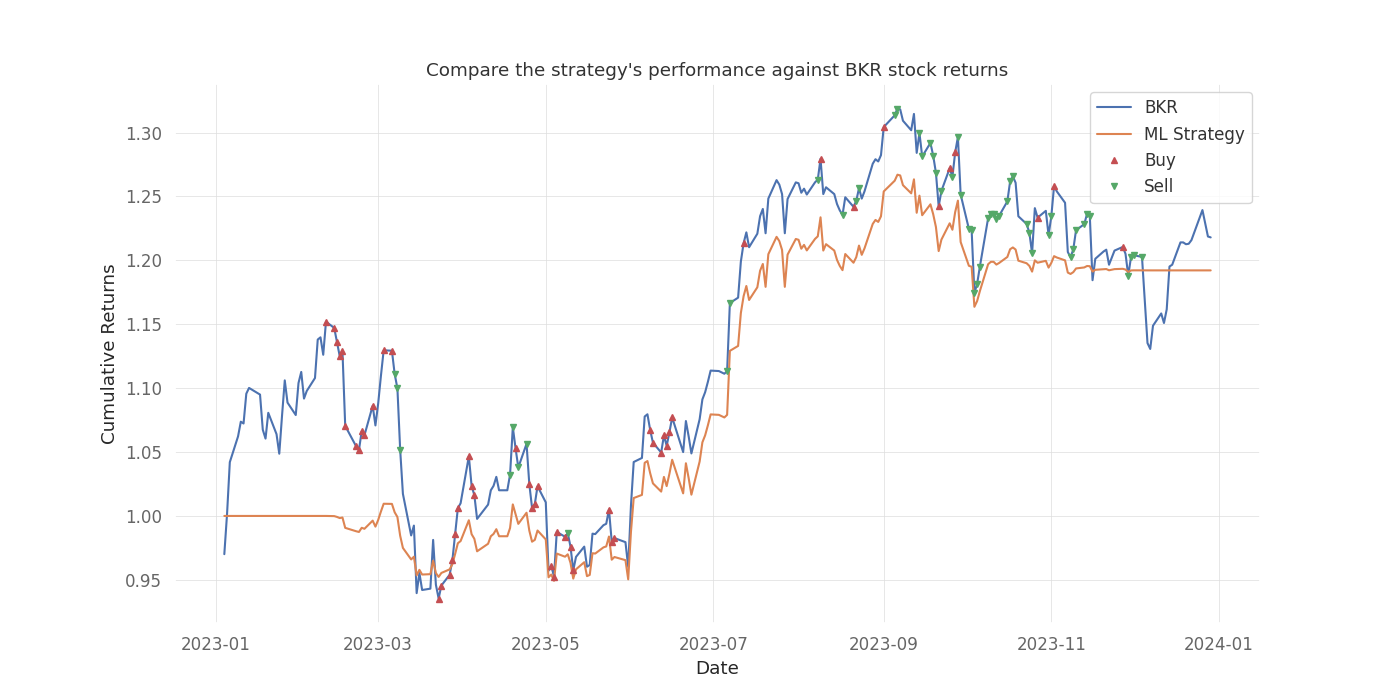 Compare the strategy's performance against BKR stock returns
BKR
ML Strategy
Buy
Sell
Cumulative Returns
1.30
1.25
1.20
1.15
1.10
1.05
1.00
0.95
2023-01
2023-03
2023-05
2023-07
2023-09
2023-11
2024-01
Date